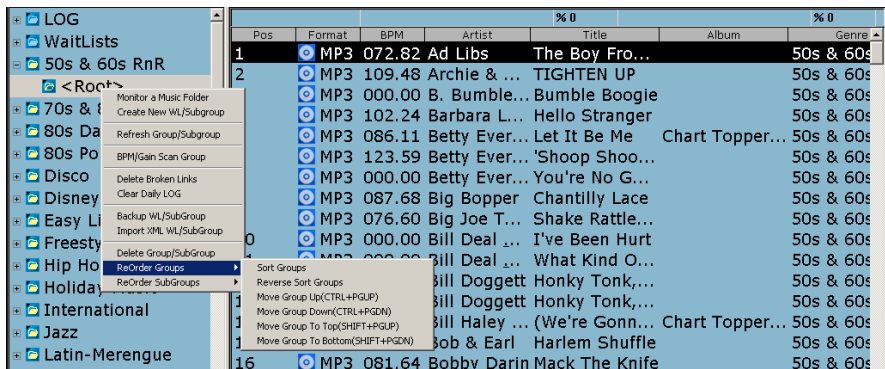 LOG
WaitLists
50s & 60s RnR
<Root>
70s &
80s Da
80s Po
Disco
Disney
Easy Li
Freesty
Hip Ho
Holiday
International
Jazz
Latin-Merengue
Monitor a Music Folder
Create New WL/Subgroup
Refresh Group/Subgroup
BPM/Gain Scan Group
Delete Broken Links
Clear Daily LOG
Backup WL/SubGroup
Import XML WL/SubGroup
Delete Group/SubGroup
ReOrder Groups
ReOrder SubGroups
Sort Groups
Reverse Sort Groups
Move Group Up(CTRL+PGUP)
Move Group Down(CTRL+PGDN)
Move Group To Top(SHIFT+PGUP)
Move Group To Bottom(SHIFT+PGDN)
% 0 % 0
Pos Format BPM Artist Title Album Genre
1 MP3 072.82 Ad Libs The Boy Fro... 50s & 60s
2 MP3 109.48 Archie & ... TIGHTEN UP 50s & 60s
MP3 000.00 B. Bumble... Bumble Boogie 50s & 60s
MP3 102.24 Barbara L... Hello Stranger 50s & 60s
MP3 086.11 Betty Ever... Let It Be Me Chart Topper... 50s & 60s
MP3 123.59 Betty Ever... 'Shoop Shoo... 50s & 60s
MP3 000.00 Betty Ever... You're No G... 50s & 60s
MP3 087.68 Big Bopper Chantilly Lace 50s & 60s
MP3 076.60 Big Joe T... Shake Rattle... 50s & 60s
0 MP3 000.00 Bill Deal ... I've Been Hurt 50s & 60s
MP3 000.00 Bill Deal ... What Kind O... 50s & 60s
Bill Doggett Honky Tonk,... 50s & 60s
Bill Doggett Honky Tonk,... 50s & 60s
Bill Haley ... (We're Gonn... Chart Topper... 50s & 60s
Bob & Earl Harlem Shuffle 50s & 60s
16 MP3 081.64 Bobby Darin Mack The Knife 50s & 60s